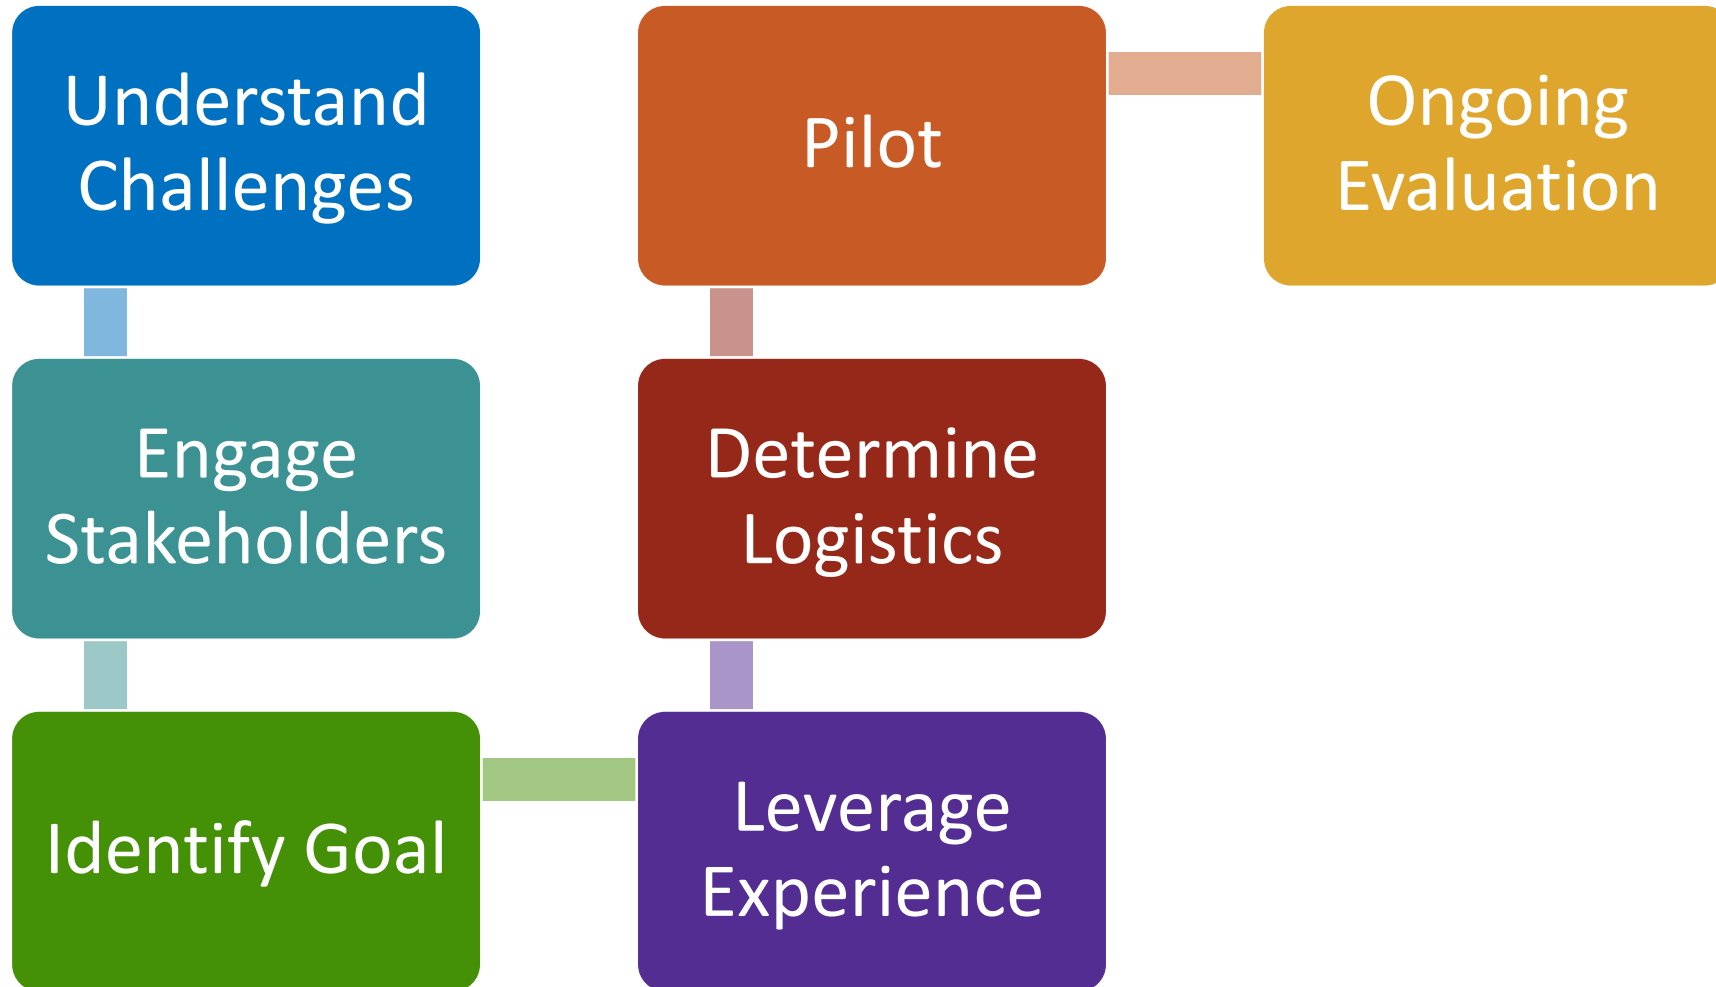 Understand
Challenges
Engage
Stakeholders
Identify Goal
Leverage
Experience
Determine
Logistics
Pilot
Ongoing
Evaluation